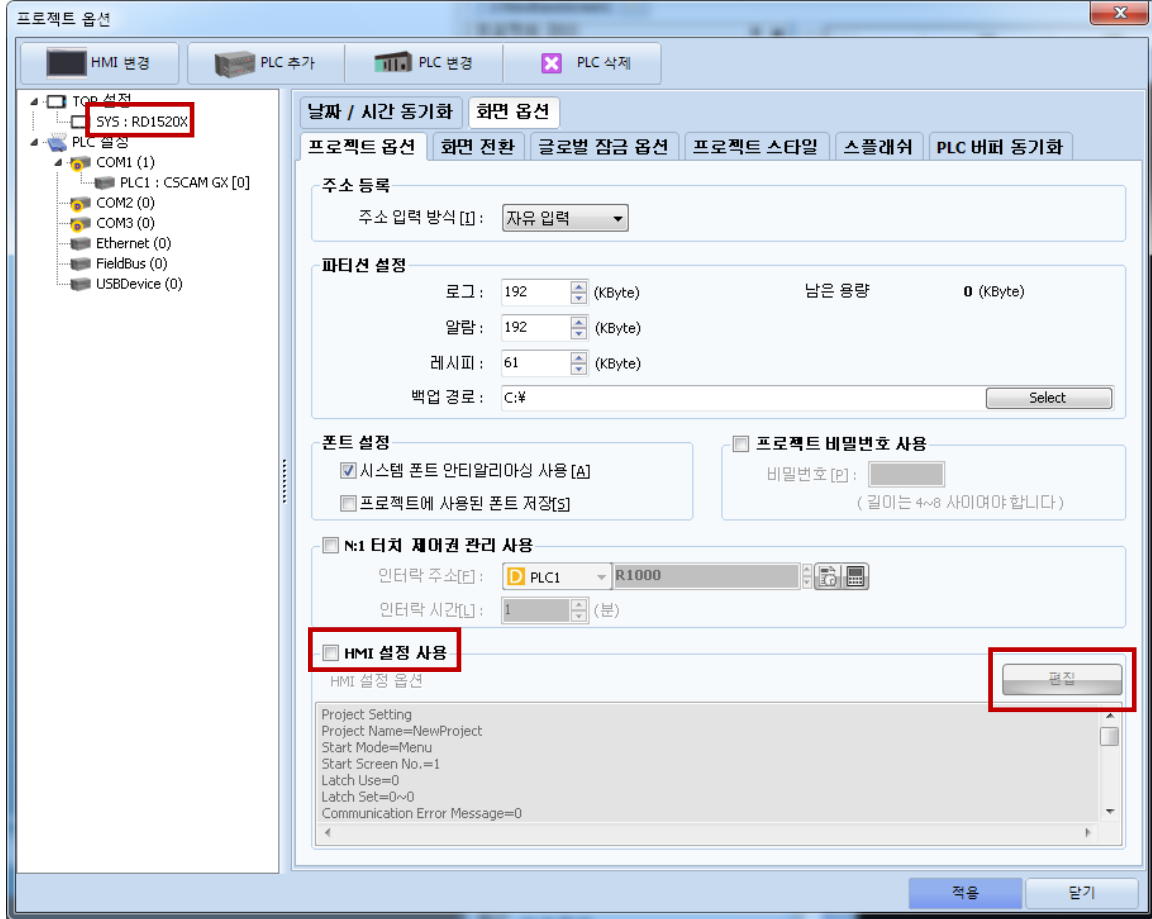 프로젝트 옵션
HMI 변경
PLC 추가
PLC 변경
PLC 삭제
TOP 설정
SYS : RD1520X
PLC 설정
COM1 (1)
PLC1 : CSCAM GX [0]
COM2 (0)
COM3 (0)
Ethernet (0)
FieldBus (0)
USBDevice (0)
날짜 / 시간 동기화 화면 옵션
프로젝트 옵션 화면 전환 글로벌 잠금 옵션 프로젝트 스타일 스플래쉬 PLC 버퍼 동기화
주소 등록
주소 입력 방식[I] : 자유 입력
파티션 설정
로그 : 192 (KByte) 남은 용량 0 (KByte)
알람 : 192 (KByte)
레시피 : 61 (KByte)
백업 경로 : C:₩ Select
폰트 설정
시스템 폰트 안티알리아싱 사용[A]
프로젝트에 사용된 폰트 저장[S]
프로젝트 비밀번호 사용
비밀번호[P] :
( 길이는 4~8 사이여야 합니다 )
N:1 터치 제어권 관리 사용
인터락 주소[F] : D PLC1 R1000
인터락 시간[L] : 1 (분)
HMI 설정 사용
HMI 설정 옵션 편집
Project Setting
Project Name=NewProject
Start Mode=Menu
Start Screen No.=1
Latch Use=0
Latch Set=0~0
Communication Error Message=0
적용 닫기